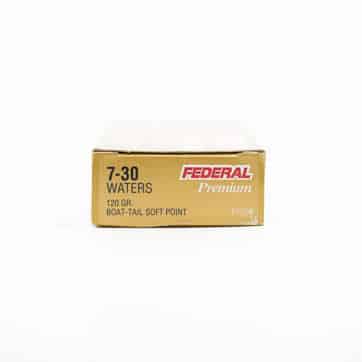 7-30
WATERS
120 GR.
BOAT-TAIL SOFT POINT
FEDERAL
Premium